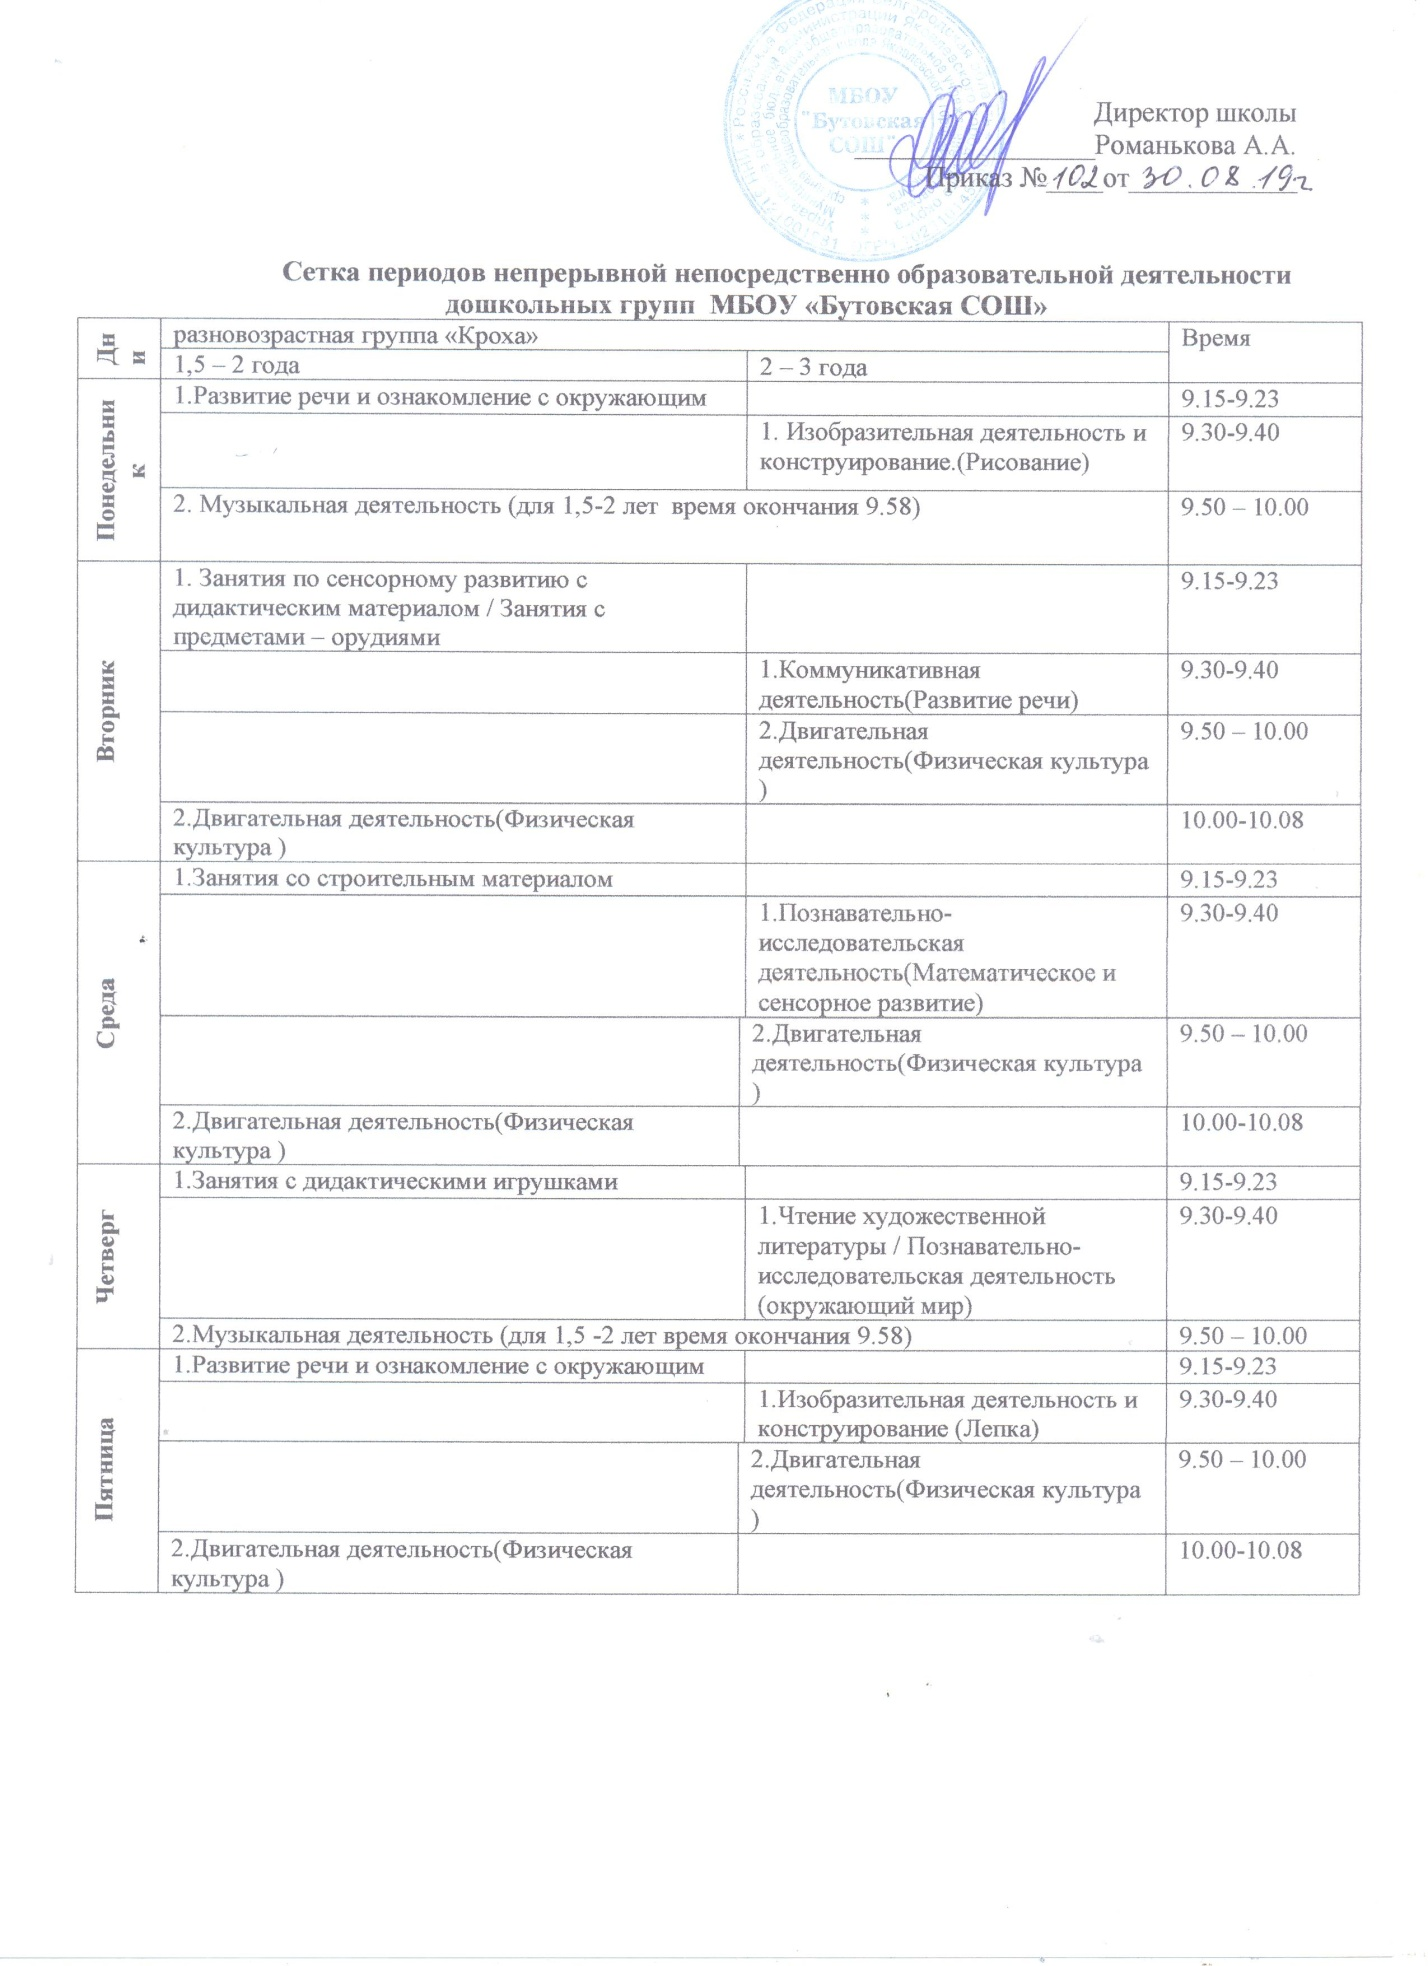 МБОУ
"Бутовская
СОШ"
Директор школы
Романькова А.А.
Приказ № 102 от 30.08.19г
Сетка периодов непрерывной непосредственно образовательной деятельности
дошкольных групп МБОУ «Бутовская СОШ»
Дн
и
разновозрастная группа «Кроха»
Время
1,5 – 2 года
2 – 3 года
Понедельни
к
1.Развитие речи и ознакомление с окружающим
9.15-9.23
1. Изобразительная деятельность и
конструирование.(Рисование)
9.30-9.40
2. Музыкальная деятельность (для 1,5-2 лет время окончания 9.58)
9.50 – 10.00
Вторник
1. Занятия по сенсорному развитию с
дидактическим материалом / Занятия с
предметами – орудиями
9.15-9.23
1.Коммуникативная
деятельность(Развитие речи)
9.30-9.40
2.Двигательная
деятельность(Физическая культура
)
9.50 – 10.00
2.Двигательная деятельность(Физическая
культура )
10.00-10.08
Среда
1.Занятия со строительным материалом
9.15-9.23
1.Познавательно-
исследовательская
деятельность(Математическое и
сенсорное развитие)
9.30-9.40
2.Двигательная
деятельность(Физическая культура
)
9.50 – 10.00
2.Двигательная деятельность(Физическая
культура )
10.00-10.08
Четверг
1.Занятия с дидактическими игрушками
9.15-9.23
1.Чтение художественной
литературы / Познавательно-
исследовательская деятельность
(окружающий мир)
9.30-9.40
2.Музыкальная деятельность (для 1,5 -2 лет время окончания 9.58)
9.50 – 10.00
Пятница
1.Развитие речи и ознакомление с окружающим
9.15-9.23
1.Изобразительная деятельность и
конструирование (Лепка)
9.30-9.40
2.Двигательная
деятельность(Физическая культура
)
9.50 – 10.00
2.Двигательная деятельность(Физическая
культура )
10.00-10.08